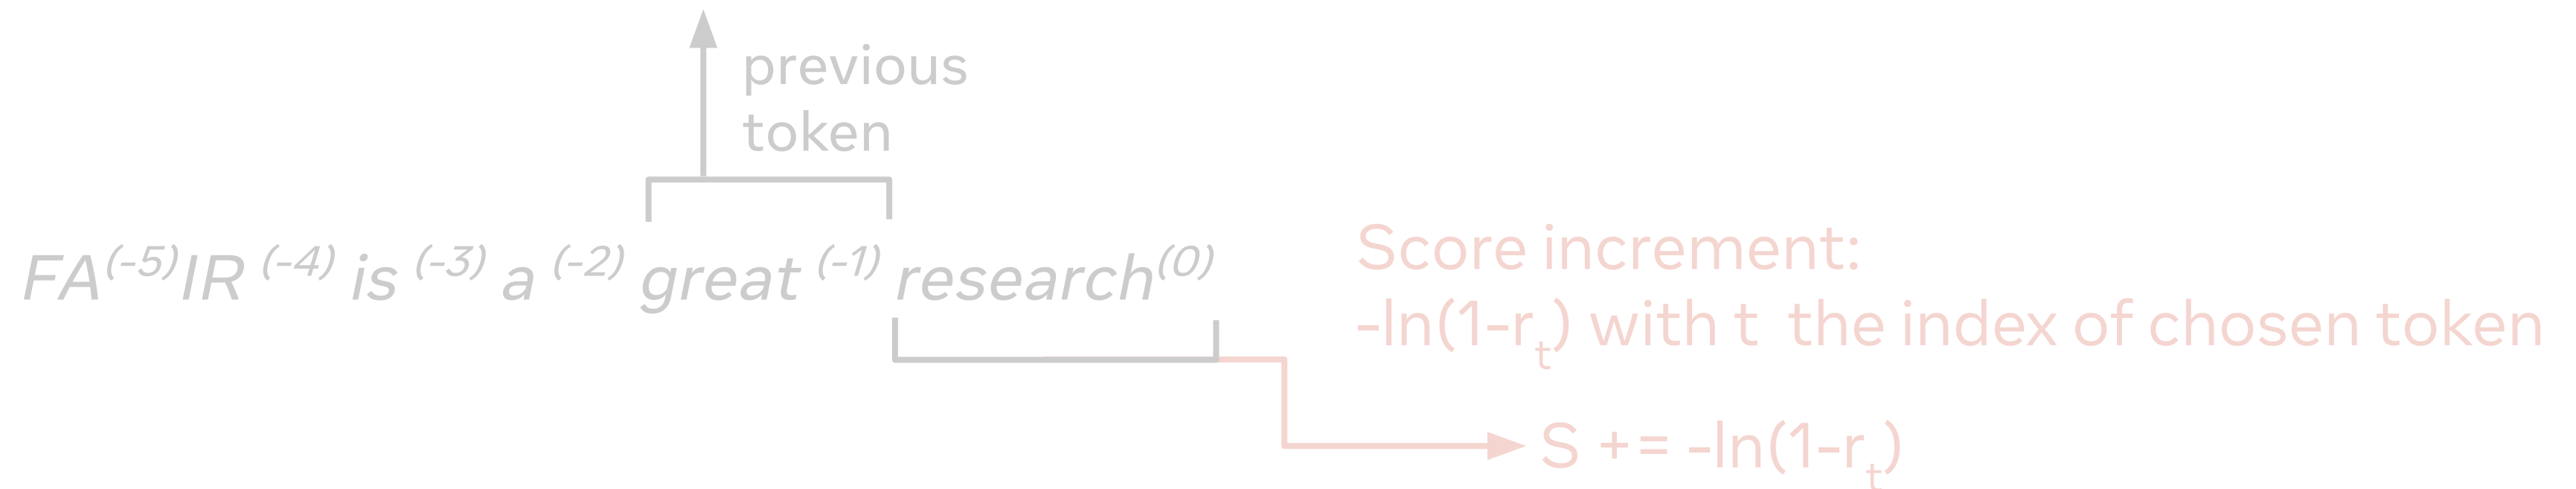 previous
token
FA(-5)IR (-4) is (-3) a (-2) great (-1) research(0)
Score increment:
-ln(1-rt) with t the index of chosen token
S += -ln(1-rt)